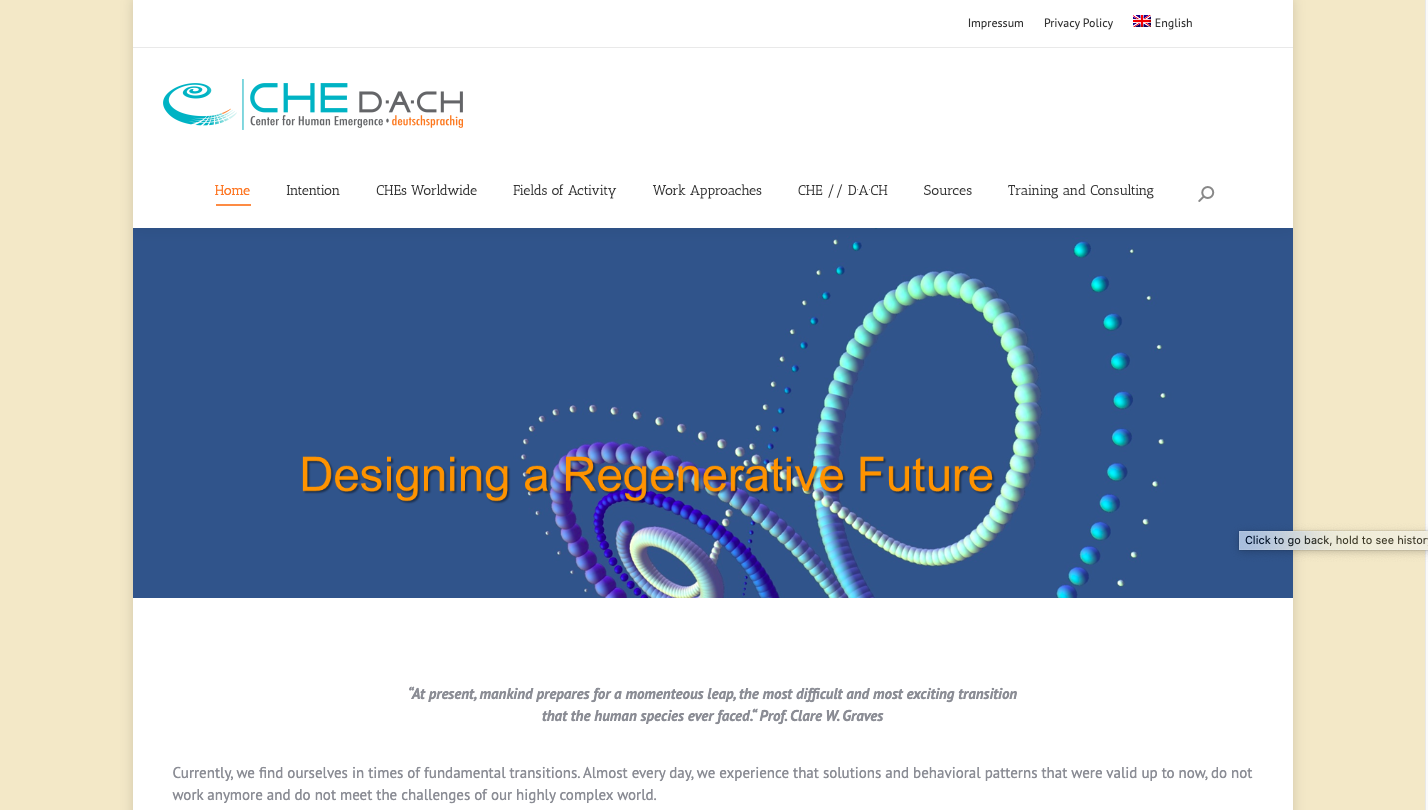 Impressum Privacy Policy English
CHE D·A·CH
Center for Human Emergence • deutschsprachig
Home Intention CHEs Worldwide Fields of Activity Work Approaches CHE // D·A·CH Sources Training and Consulting
Designing a Regenerative Future
Click to go back, hold to see histor
“At present, mankind prepares for a momenteous leap, the most difficult and most exciting transition
that the human species ever faced.“ Prof. Clare W. Graves
Currently, we find ourselves in times of fundamental transitions. Almost every day, we experience that solutions and behavioral patterns that were valid up to now, do not
work anymore and do not meet the challenges of our highly complex world.